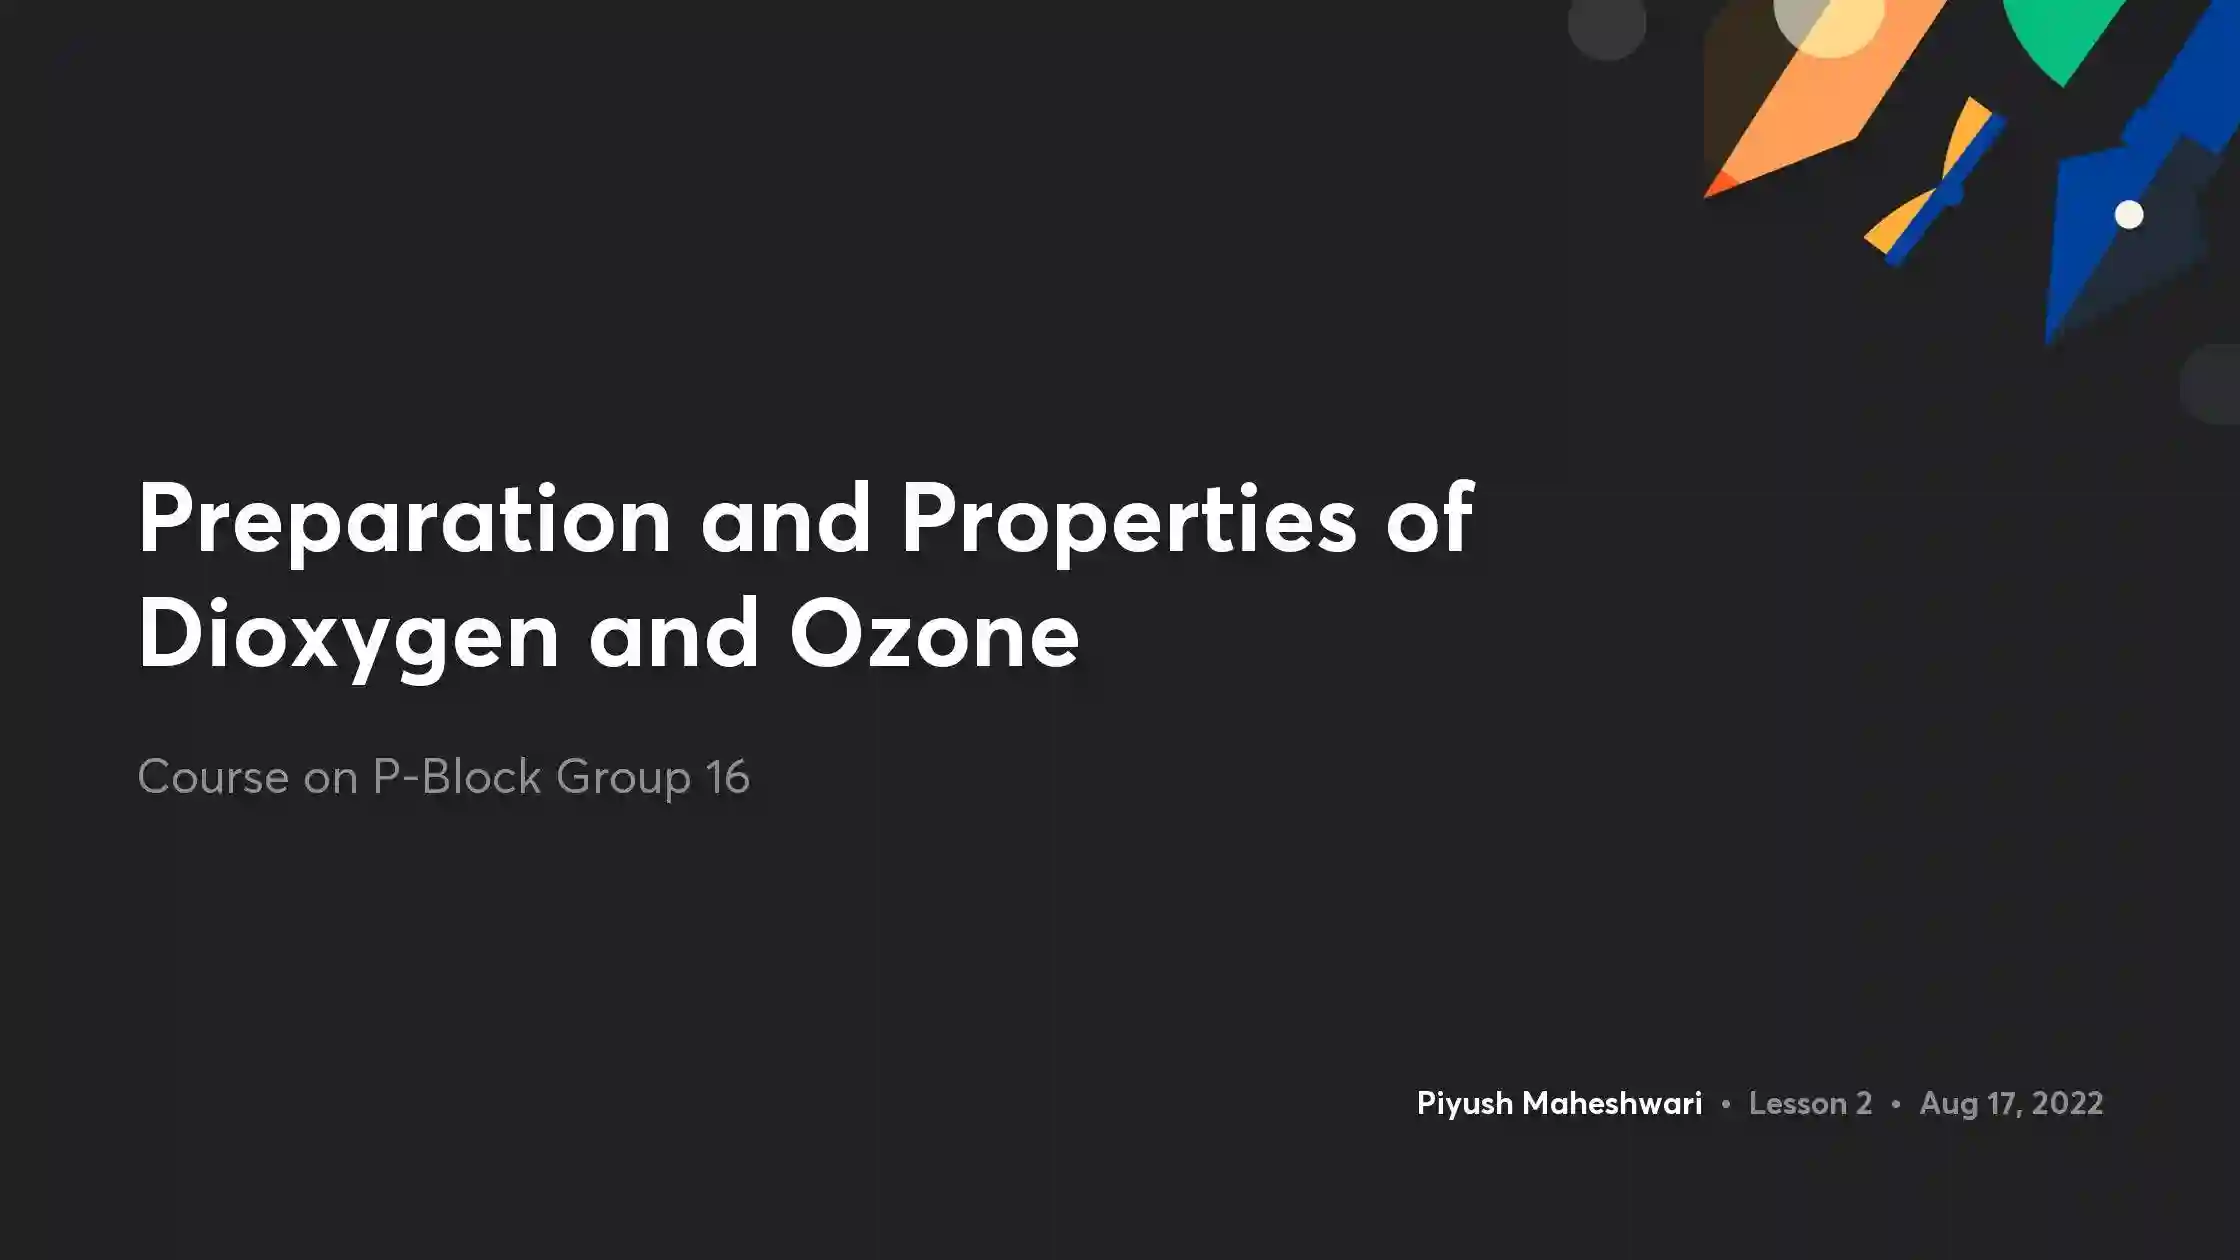 Preparation and Properties of
Dioxygen and Ozone
Course on P-Block Group 16
Piyush Maheshwari • Lesson 2 • Aug 17, 2022